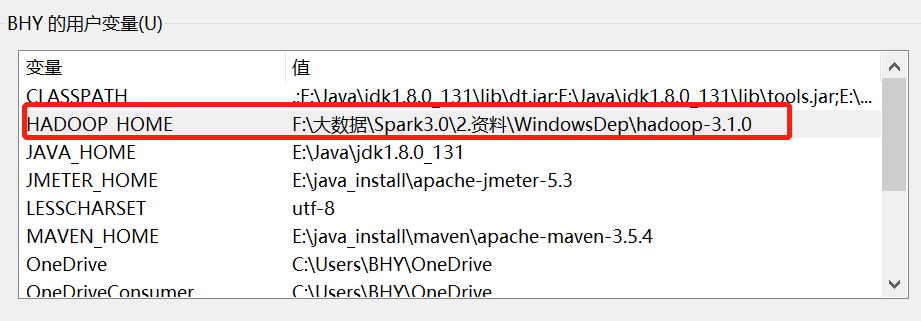 BHY 的用户变量(U)
变量 值
CLASSPATH .;E:\Java\jdk1.8.0_131\lib\dt.jar;E:\Java\jdk1.8.0_131\lib\tools.jar;E:\...
HADOOP_HOME F:\大数据\Spark3.0\2.资料\WindowsDep\hadoop-3.1.0
JAVA_HOME E:\Java\jdk1.8.0_131
JMETER_HOME E:\java_install\apache-jmeter-5.3
LESSCHARSET utf-8
MAVEN_HOME E:\java_install\maven\apache-maven-3.5.4
OneDrive C:\Users\BHY\OneDrive
OneDriveConsumer C:\Users\BHY\OneDrive